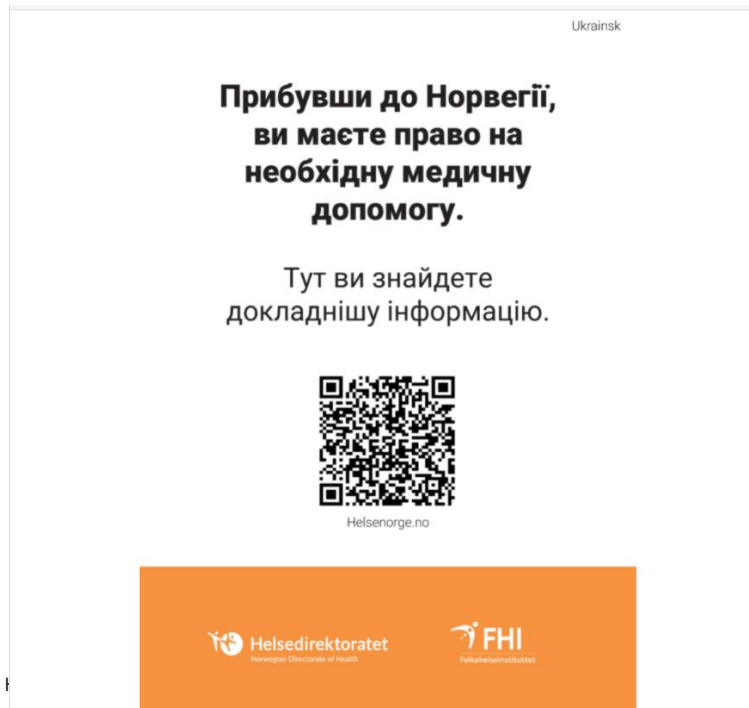 Ukrainsk
Прибувши до Норвегії,
ви маєте право на
необхідну медичну
допомогу.
Тут ви знайдете
докладнішу інформацію.
Helsenorge.no
Helsedirektoratet
Norwegian Directorate of Health
FHI
Folkehelseinstituttet